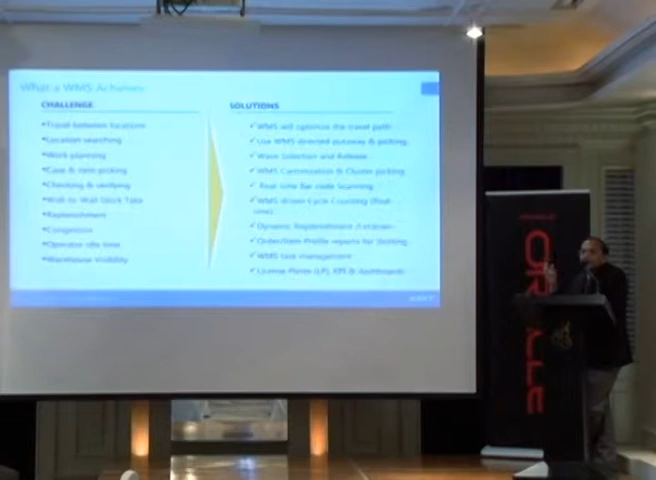 What a WMS Achieves
CHALLENGE
•Travel between locations
•Location searching
•Work planning
•Case & rate picking
•Checking & verifying
•Wall to Wall Stock Take
•Replenishment
•Congestion
•Operator idle time
•Warehouse Visibility
SOLUTIONS
✓WMS will optimize the travel path
✓Use WMS directed putaway & picking
✓Wave Selection and Release
✓WMS Cartonization & Cluster picking
✓Real time bar code Scanning
✓WMS driven Cycle Counting (Real-
time)
✓Dynamic Replenishment
✓Order/Item Profile reports for Slotting
✓WMS task management
✓License Plates (LP), KPI & dashboards
ORACLE